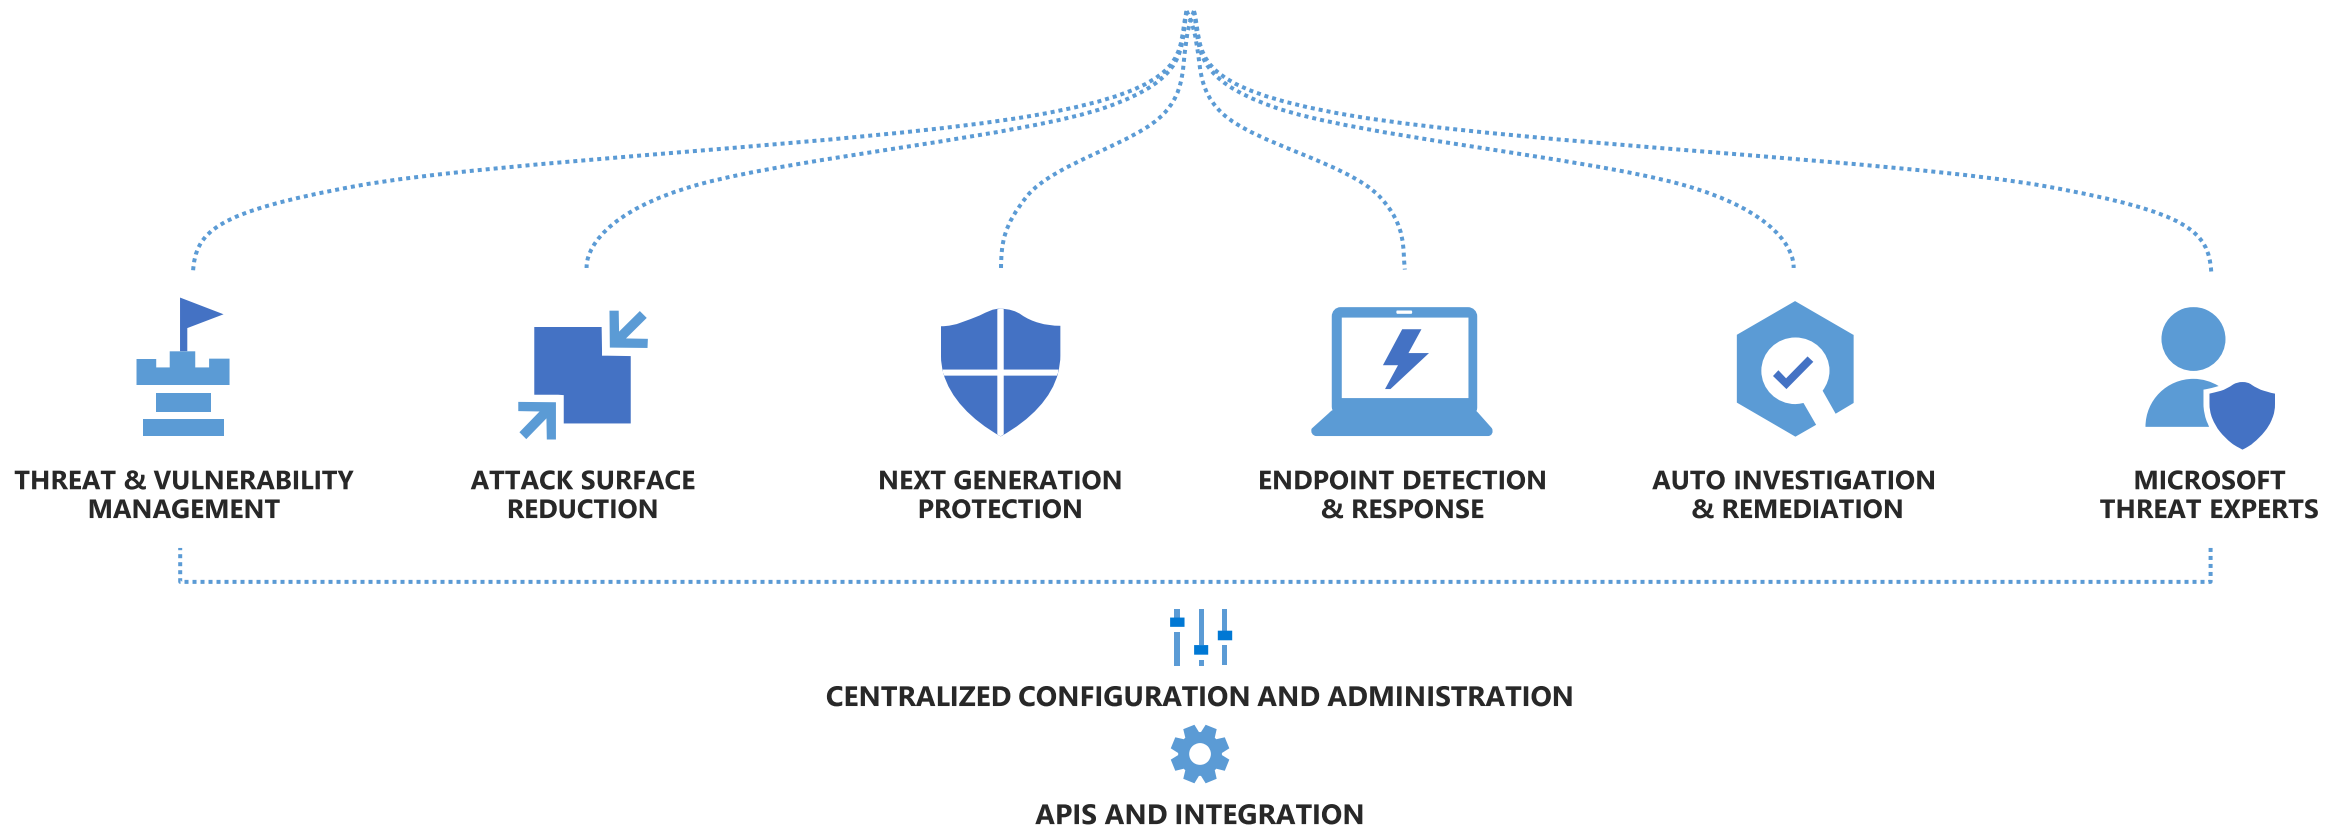 THREAT & VULNERABILITY
MANAGEMENT
ATTACK SURFACE
REDUCTION
NEXT GENERATION
PROTECTION
ENDPOINT DETECTION
& RESPONSE
AUTO INVESTIGATION
& REMEDIATION
MICROSOFT
THREAT EXPERTS
CENTRALIZED CONFIGURATION AND ADMINISTRATION
APIS AND INTEGRATION